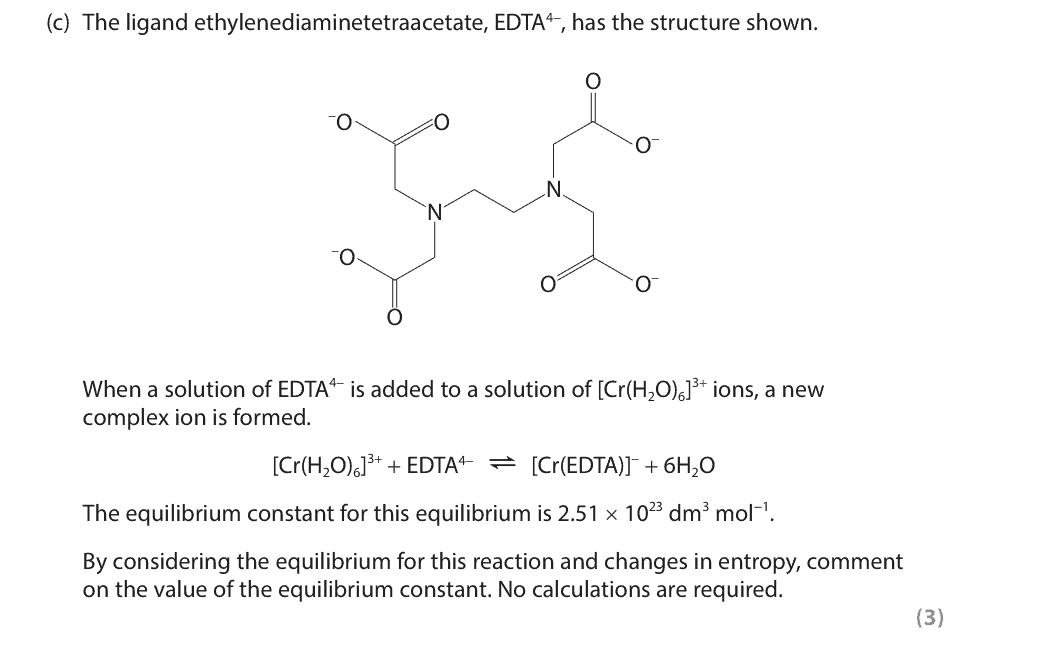 (c) The ligand ethylenediaminetetraacetate, EDTA⁴⁻, has the structure shown.
O
⁻O O
O⁻
N
N
⁻O
O O⁻
O
When a solution of EDTA⁴⁻ is added to a solution of [Cr(H₂O)₆]³⁺ ions, a new
complex ion is formed.
[Cr(H₂O)₆]³⁺ + EDTA⁴⁻ ⇌ [Cr(EDTA)]⁻ + 6H₂O
The equilibrium constant for this equilibrium is 2.51 × 10²³ dm³ mol⁻¹.
By considering the equilibrium for this reaction and changes in entropy, comment
on the value of the equilibrium constant. No calculations are required.
(3)